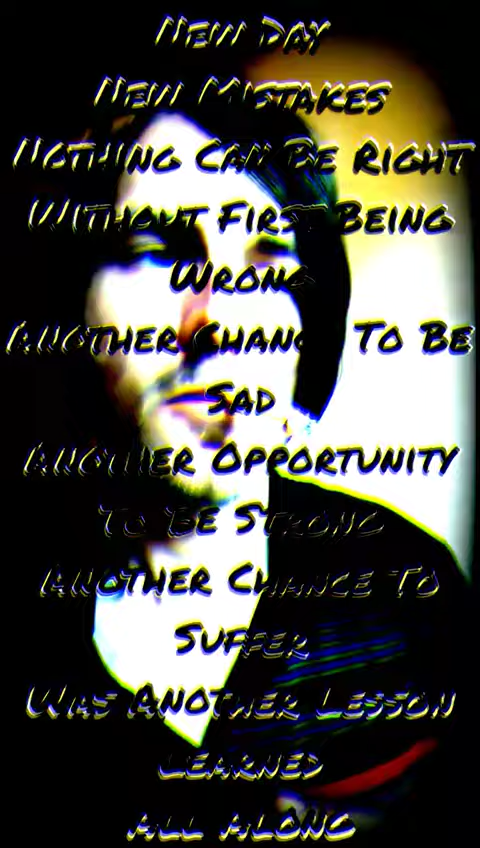 New Day
New Mistakes
Nothing Can Be Right
Without First Being
Wrong
Another Chance To Be
Sad
Another Opportunity
To Be Strong
Another Chance To
Suffer
Was Another Lesson
Learned
All Along